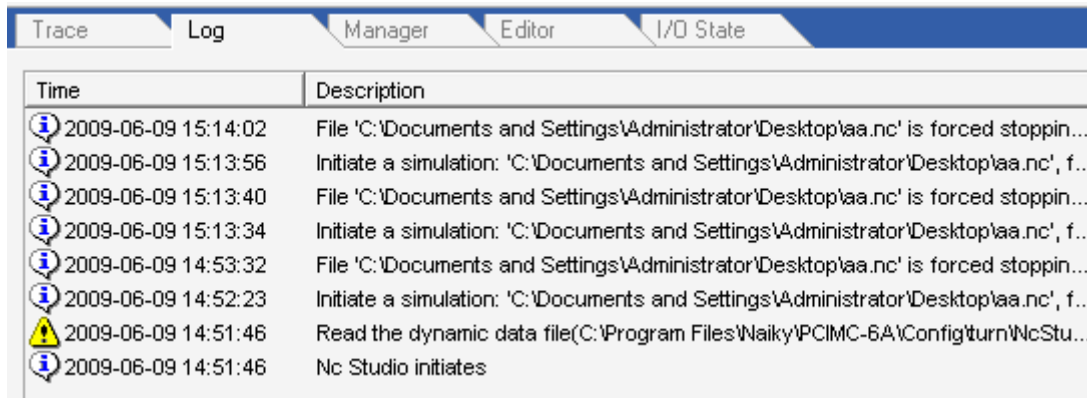 Trace Log Manager Editor I/O State
Time Description
2009-06-09 15:14:02 File 'C:\Documents and Settings\Administrator\Desktop\aa.nc' is forced stoppin...
2009-06-09 15:13:56 Initiate a simulation: 'C:\Documents and Settings\Administrator\Desktop\aa.nc', f...
2009-06-09 15:13:40 File 'C:\Documents and Settings\Administrator\Desktop\aa.nc' is forced stoppin...
2009-06-09 15:13:34 Initiate a simulation: 'C:\Documents and Settings\Administrator\Desktop\aa.nc', f...
2009-06-09 14:53:32 File 'C:\Documents and Settings\Administrator\Desktop\aa.nc' is forced stoppin...
2009-06-09 14:52:23 Initiate a simulation: 'C:\Documents and Settings\Administrator\Desktop\aa.nc', f...
2009-06-09 14:51:46 Read the dynamic data file(C:\Program Files\Naiky\PCIMC-6A\Config\turn\NcStu...
2009-06-09 14:51:46 Nc Studio initiates